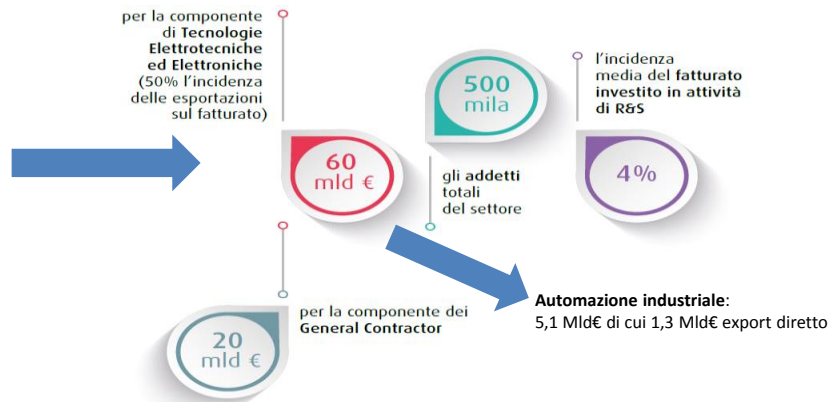 per la componente
di Tecnologie
Elettrotecniche
ed Elettroniche
(50% l'incidenza
delle esportazioni
sul fatturato)
60
mld €
500
mila
gli addetti
totali
del settore
l'incidenza
media del fatturato
investito in attività
di R&S
4%
20
mld €
per la componente dei
General Contractor
Automazione industriale:
5,1 Mld€ di cui 1,3 Mld€ export diretto